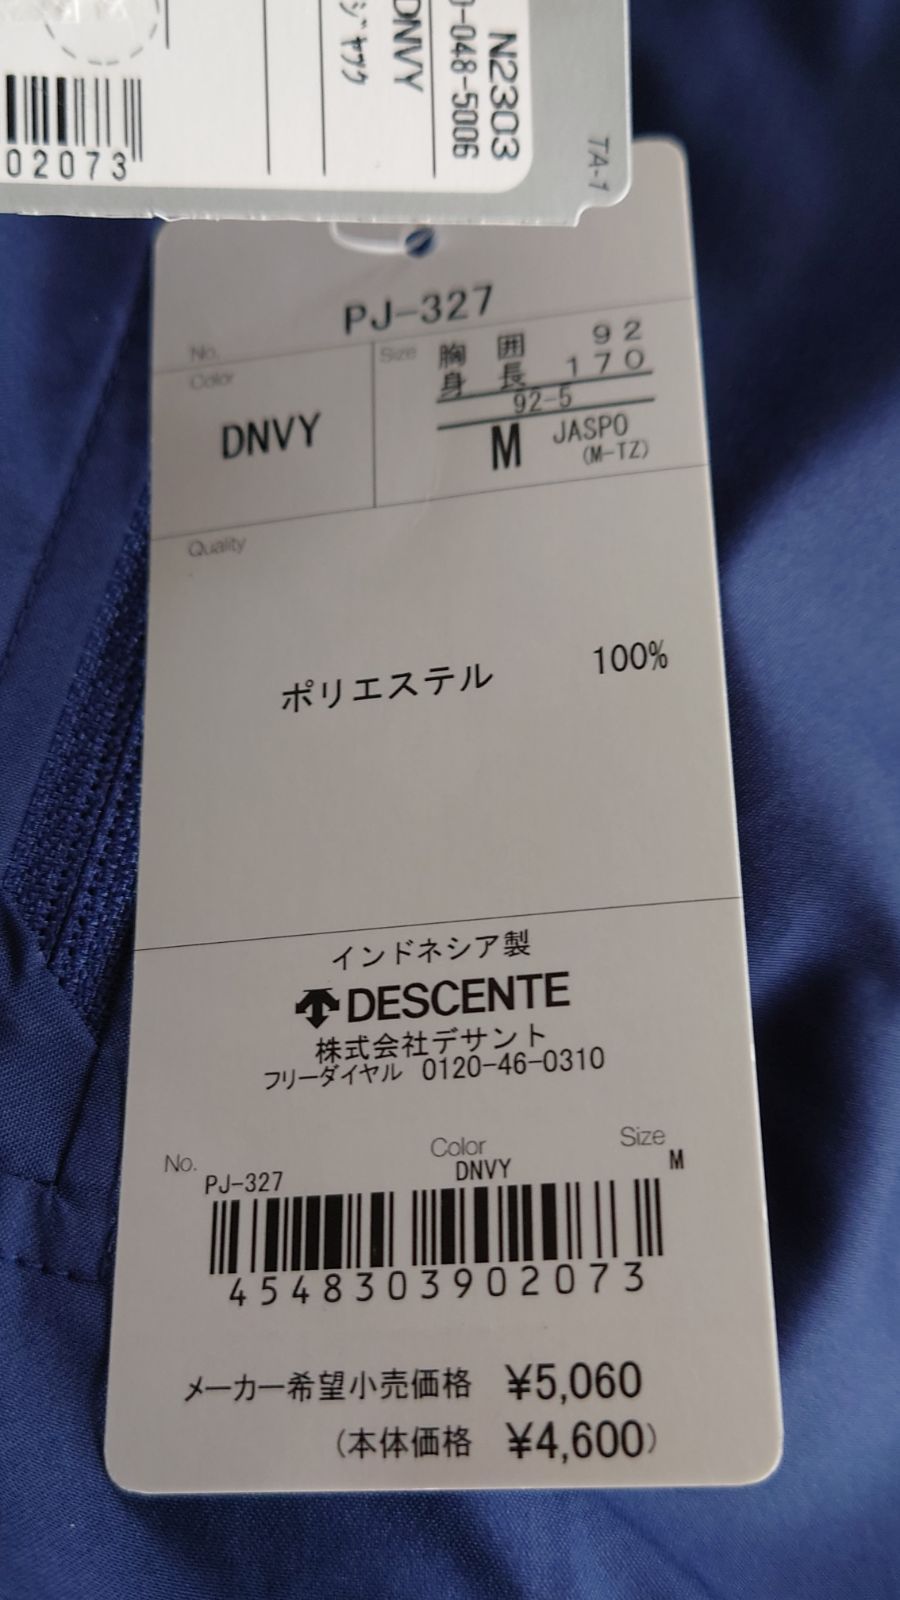 N2303
0-048-5006
DNVY
02073
TA-1
PJ-327
No.
Color
DNVY
Size
胸囲 92
身長 170
92-5
M JASPO
(M-TZ)
Quality
ポリエステル 100%
インドネシア製
DESCENTE
株式会社デサント
フリーダイヤル 0120-46-0310
No. Color Size
PJ-327 DNVY M
4548303902073
メーカー希望小売価格 ¥5,060
(本体価格 ¥4,600)